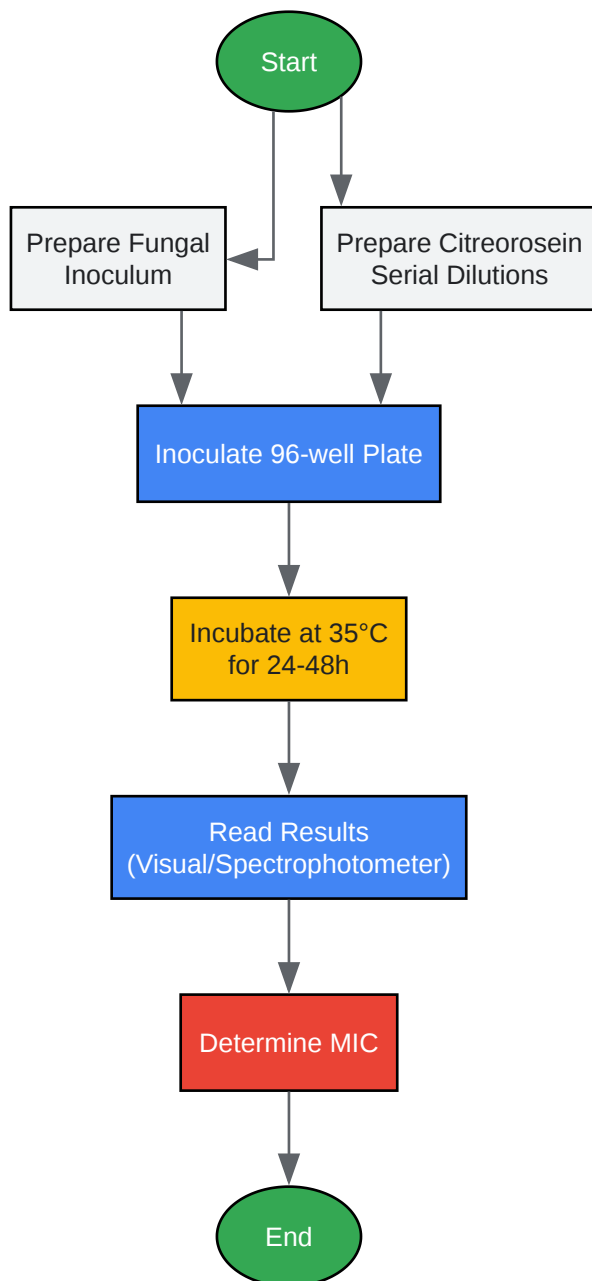 Start
Prepare Fungal
Inoculum
Prepare Citreorosein
Serial Dilutions
Inoculate 96-well Plate
Incubate at 35°C
for 24-48h
Read Results
(Visual/Spectrophotometer)
Determine MIC
End